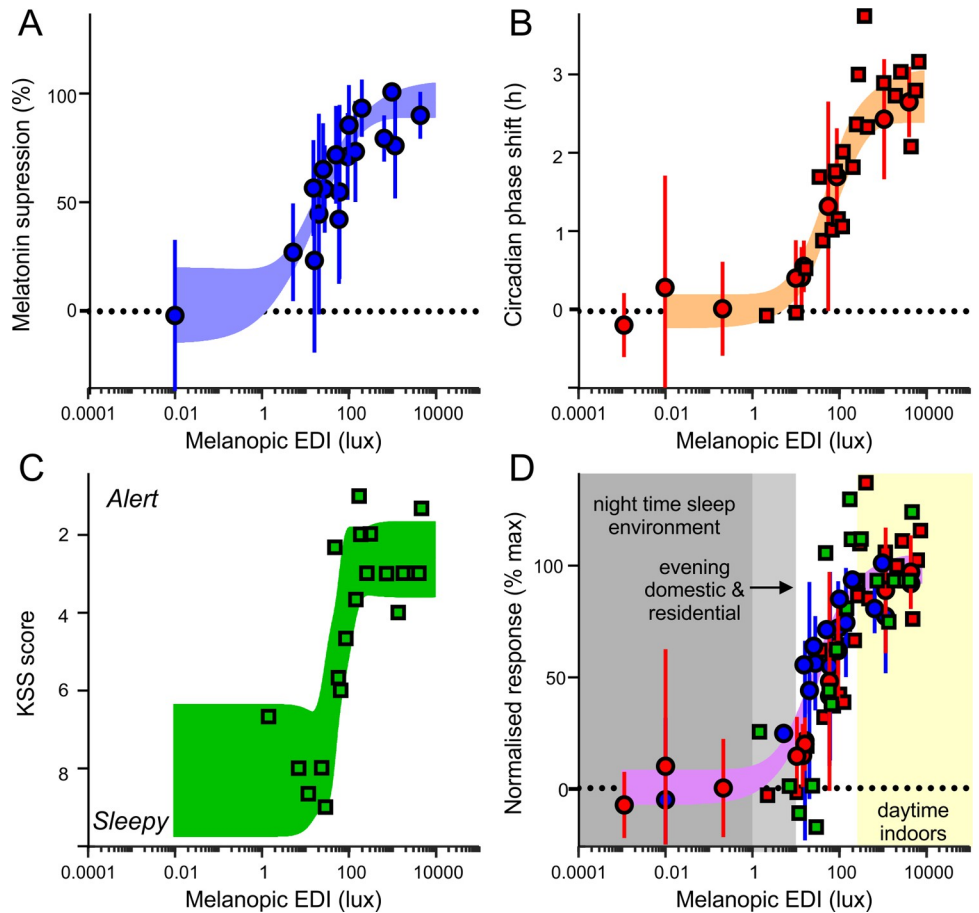 A
Melatonin supression (%)
100
50
0
0.0001
0.01
1
100
10000
Melanopic EDI (lux)
B
Circadian phase shift (h)
3
2
1
0
0.0001
0.01
1
100
10000
Melanopic EDI (lux)
C
Alert
KSS score
2
4
6
8
Sleepy
0.0001
0.01
1
100
10000
Melanopic EDI (lux)
D
Normalised response (% max)
100
50
0
night time sleep
environment
evening
domestic &
residential
daytime
indoors
0.0001
0.01
1
100
10000
Melanopic EDI (lux)